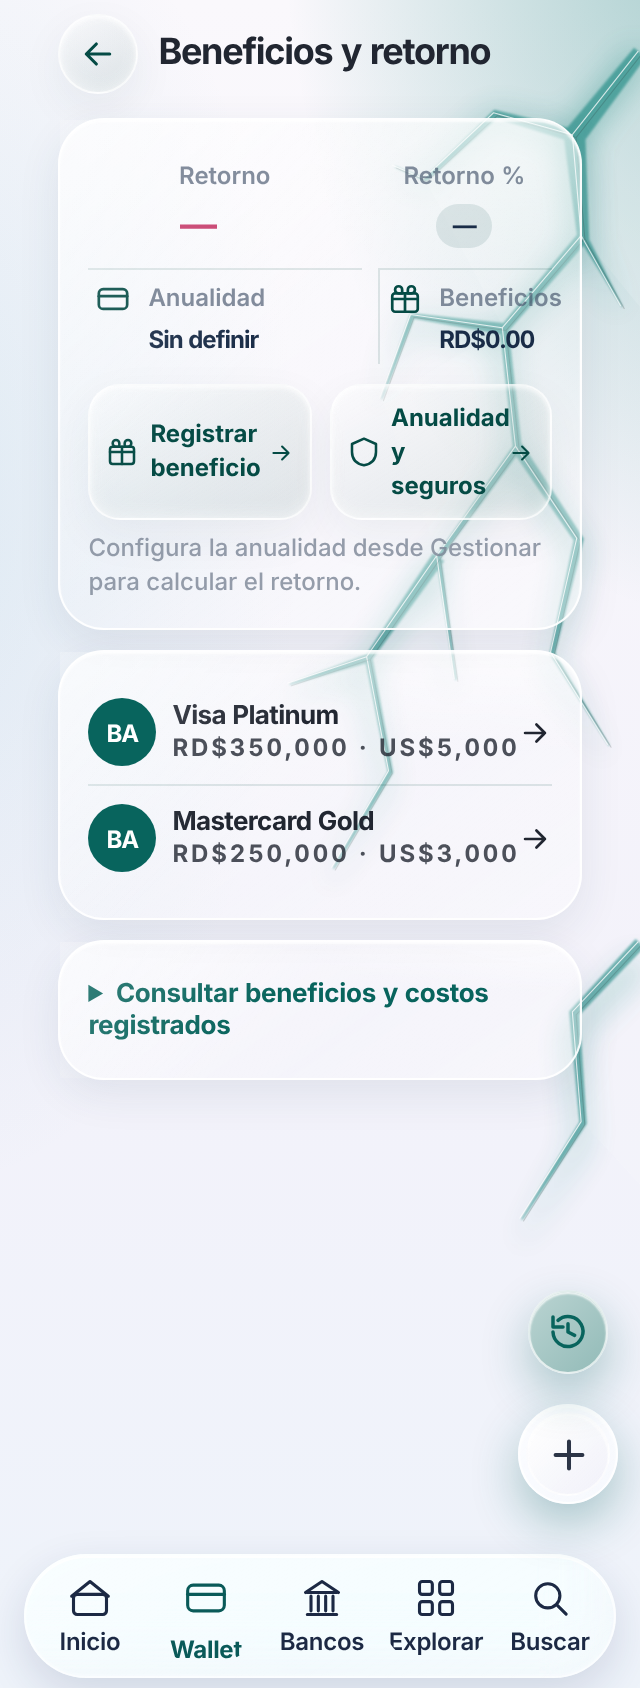 Beneficios y retorno
Retorno
Retorno %
—
—
Anualidad
Beneficios
Sin definir
RD$0.00
Registrar
beneficio
Anualidad
y
seguros
Configura la anualidad desde Gestionar
para calcular el retorno.
BA
Visa Platinum
RD$350,000 · US$5,000
BA
Mastercard Gold
RD$250,000 · US$3,000
Consultar beneficios y costos
registrados
Inicio
Wallet
Bancos
Explorar
Buscar